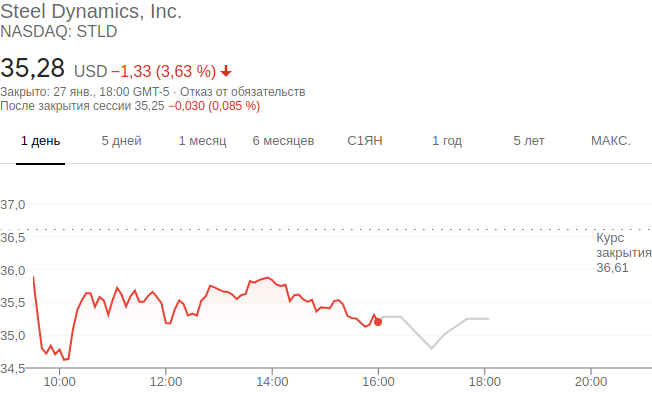 Steel Dynamics, Inc.
NASDAQ: STLD
35,28 USD −1,33 (3,63 %)
Закрыто: 27 янв., 18:00 GMT-5 · Отказ от обязательств
После закрытия сессии 35,25 −0,030 (0,085 %)
1 день 5 дней 1 месяц 6 месяцев С1ЯН 1 год 5 лет МАКС.
37,0
36,5
Курс
закрытия
36,61
36,0
35,5
35,0
34,5
10:00 12:00 14:00 16:00 18:00 20:00